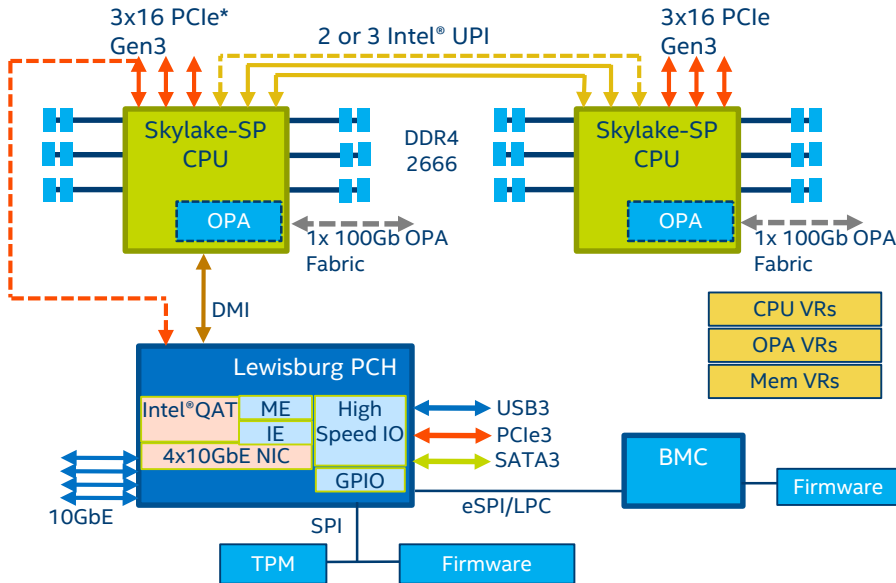 3x16 PCIe*
Gen3
2 or 3 Intel® UPI
3x16 PCIe
Gen3
Skylake-SP
CPU
DDR4
2666
Skylake-SP
CPU
OPA
OPA
1x 100Gb OPA
Fabric
1x 100Gb OPA
Fabric
DMI
CPU VRs
OPA VRs
Mem VRs
Lewisburg PCH
Intel®QAT
ME
IE
High
Speed IO
4x10GbE NIC
GPIO
USB3
PCIe3
SATA3
BMC
Firmware
10GbE
eSPI/LPC
SPI
TPM
Firmware